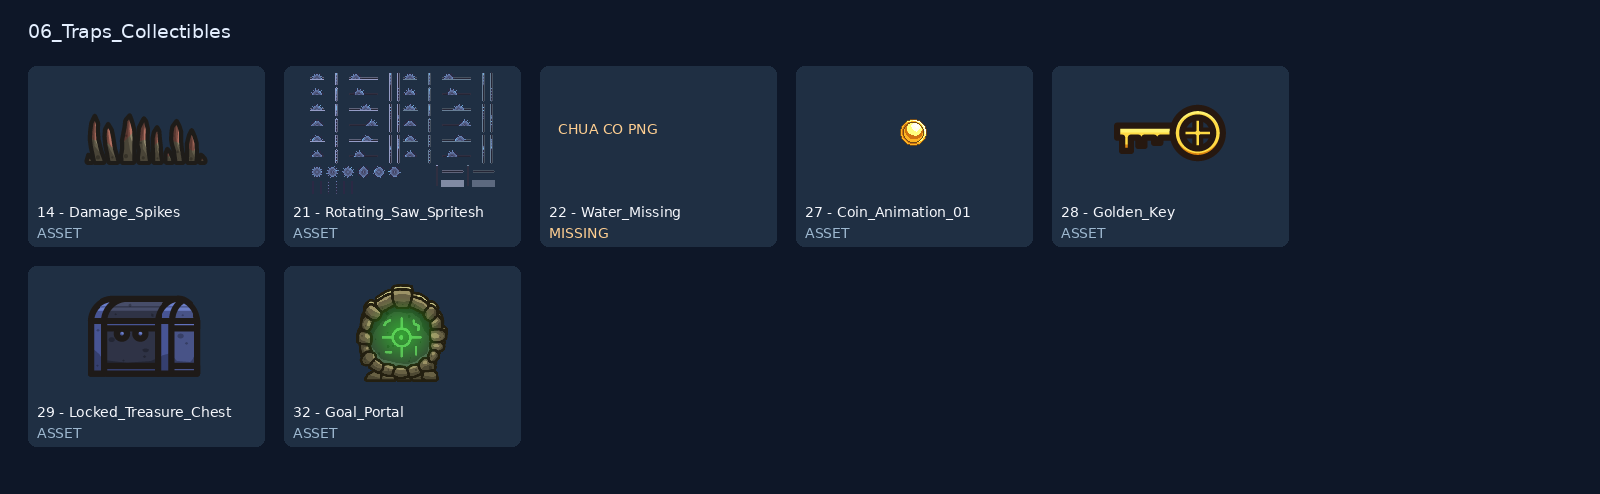 06_Traps_Collectibles
CHUA CO PNG
14 - Damage_Spikes
ASSET
21 - Rotating_Saw_Spritesh
ASSET
22 - Water_Missing
MISSING
27 - Coin_Animation_01
ASSET
28 - Golden_Key
ASSET
29 - Locked_Treasure_Chest
ASSET
32 - Goal_Portal
ASSET